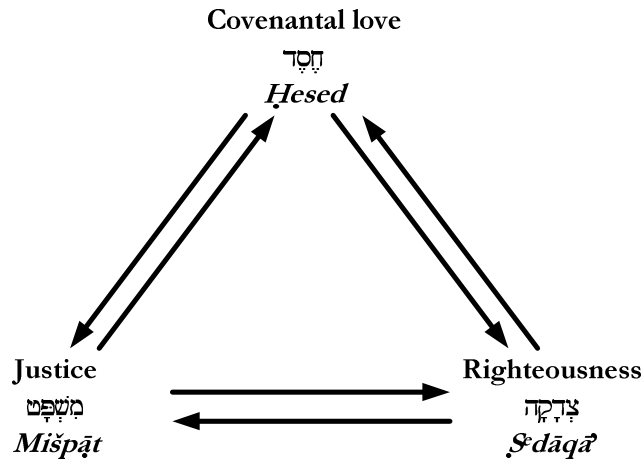 Covenantal love
חֶסֶד
Ḥesed
Justice
מִשְׁפָּט
Mišpāṭ
Righteousness
צְדָקָה
Ṣᵉdāqâ